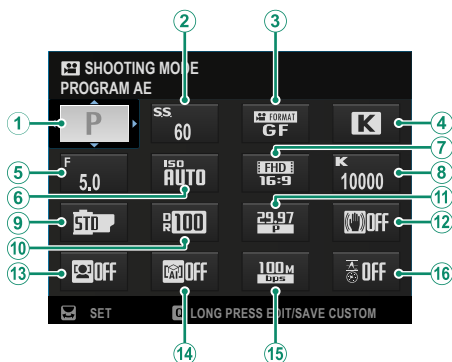 2
3
SHOOTING MODE
PROGRAM AE
1
P
S.S. 60
FORMAT GF
K
4
7
5
F 5.0
ISO AUTO
FHD 16:9
K 10000
8
6
11
9
STD
DR 100
29.97 P
OFF
12
10
13
OFF
OFF
100M bps
OFF
16
SET
Q LONG PRESS EDIT/SAVE CUSTOM
14
15